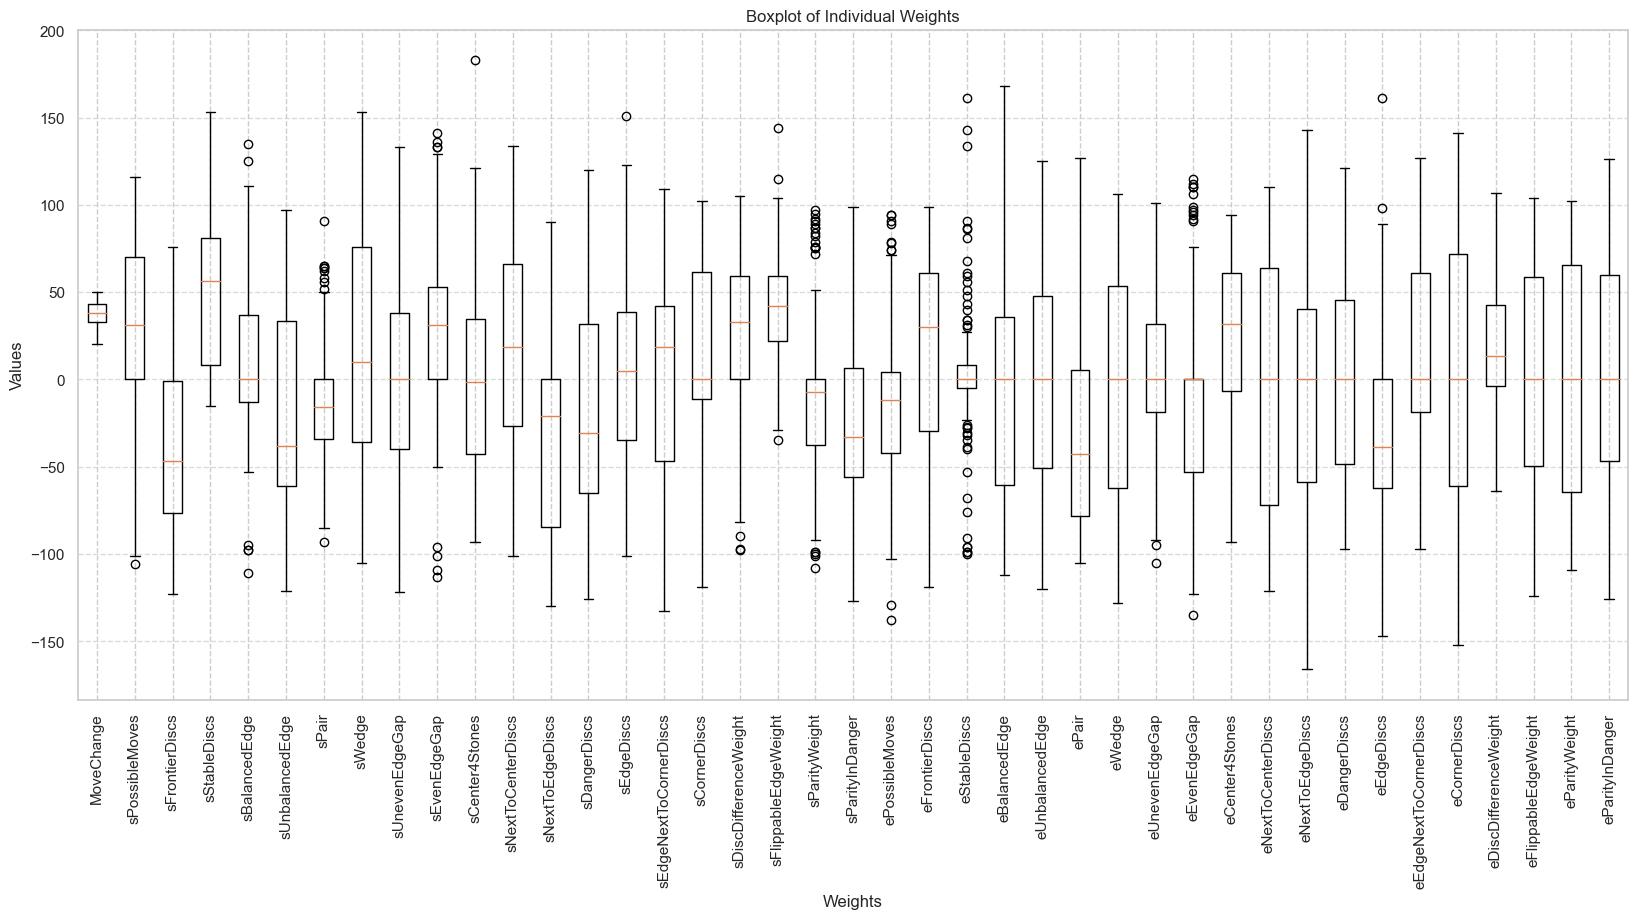 Boxplot of Individual Weights
200
150
100
50
0
−50
−100
−150
Values
MoveChange
sPossibleMoves
sFrontierDiscs
sStableDiscs
sBalancedEdge
sUnbalancedEdge
sPair
sWedge
sUnevenEdgeGap
sEvenEdgeGap
sCenter4Stones
sNextToCenterDiscs
sNextToEdgeDiscs
sDangerDiscs
sEdgeDiscs
sEdgeNextToCornerDiscs
sCornerDiscs
sDiscDifferenceWeight
sFlippableEdgeWeight
sParityWeight
sParityInDanger
ePossibleMoves
eFrontierDiscs
eStableDiscs
eBalancedEdge
eUnbalancedEdge
ePair
eWedge
eUnevenEdgeGap
eEvenEdgeGap
eCenter4Stones
eNextToCenterDiscs
eNextToEdgeDiscs
eDangerDiscs
eEdgeDiscs
eEdgeNextToCornerDiscs
eCornerDiscs
eDiscDifferenceWeight
eFlippableEdgeWeight
eParityWeight
eParityInDanger
Weights